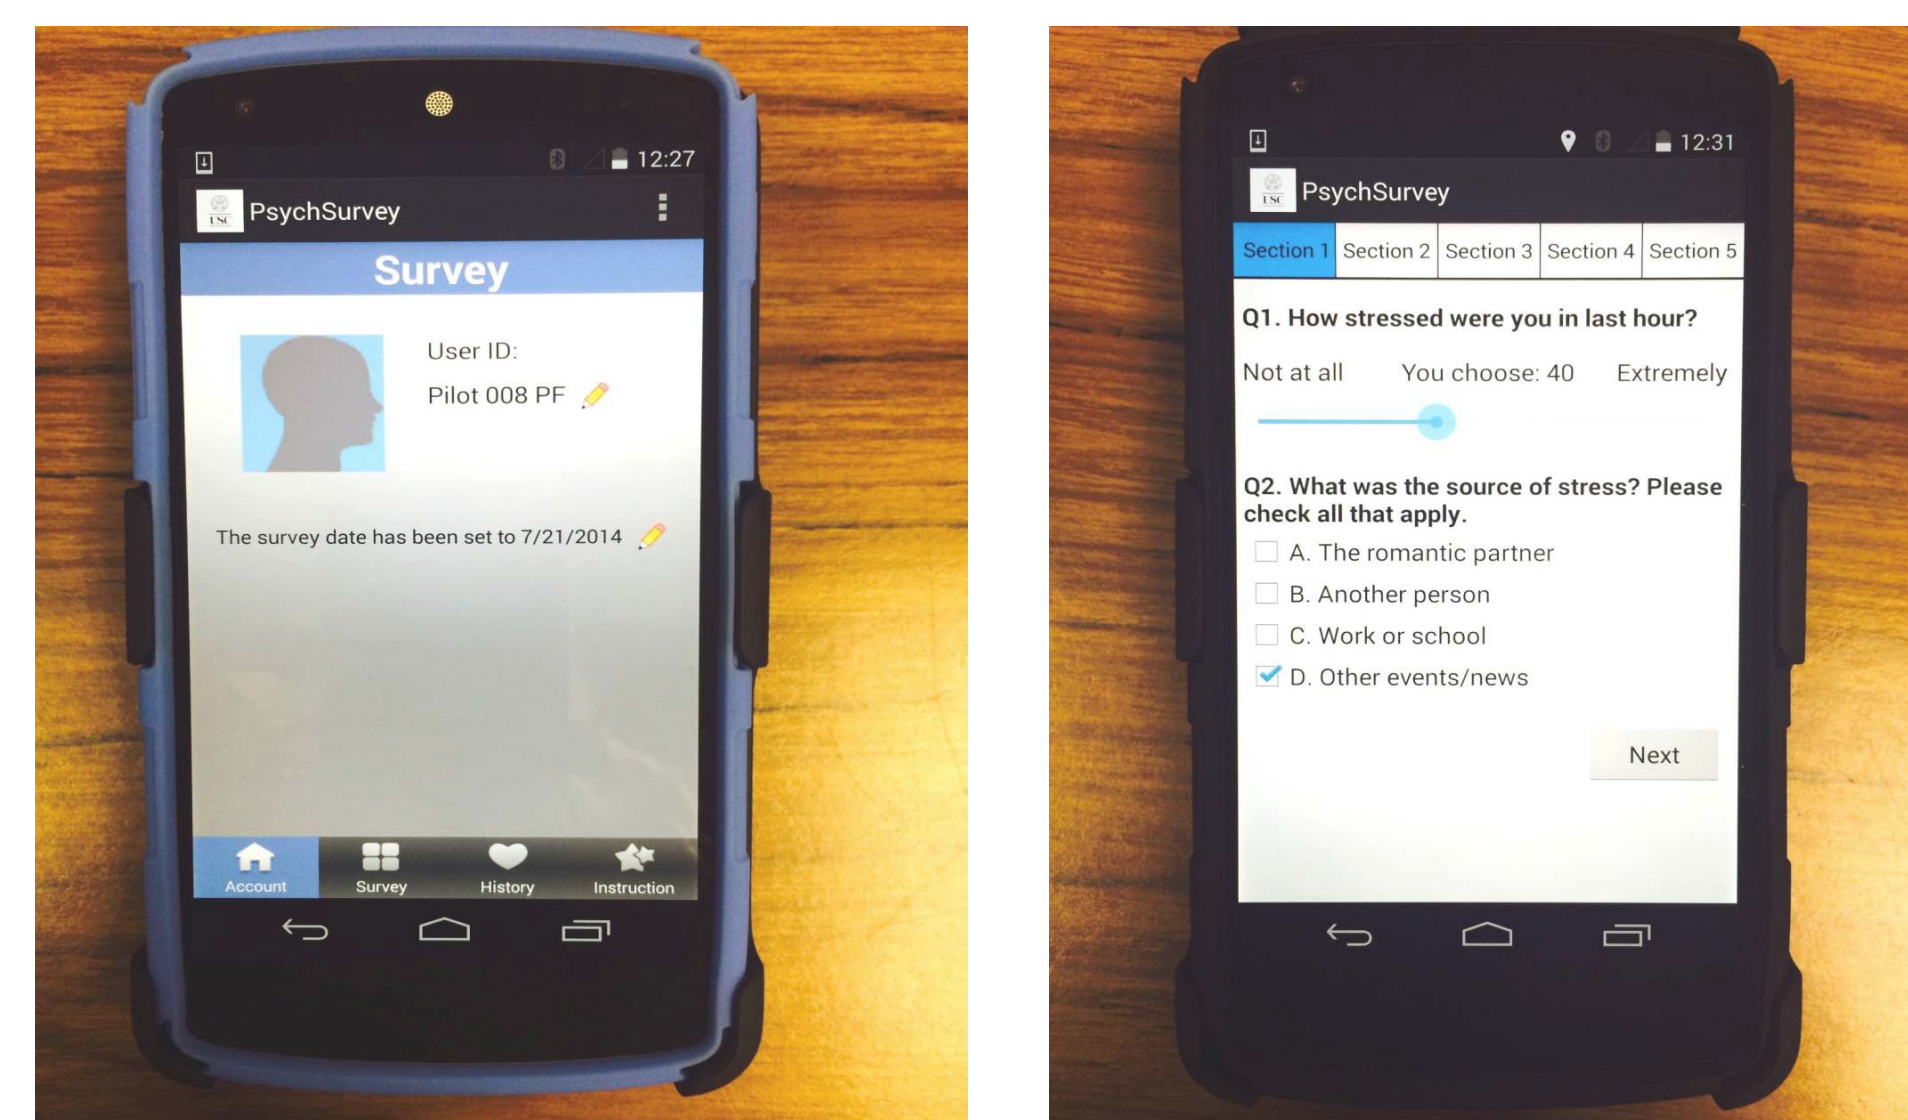 12:27
USC
PsychSurvey
Survey
User ID:
Pilot 008 PF
The survey date has been set to 7/21/2014
Account
Survey
History
Instruction
12:31
USC
PsychSurvey
Section 1
Section 2
Section 3
Section 4
Section 5
Q1. How stressed were you in last hour?
Not at all
You choose: 40
Extremely
Q2. What was the source of stress? Please
check all that apply.
A. The romantic partner
B. Another person
C. Work or school
D. Other events/news
Next